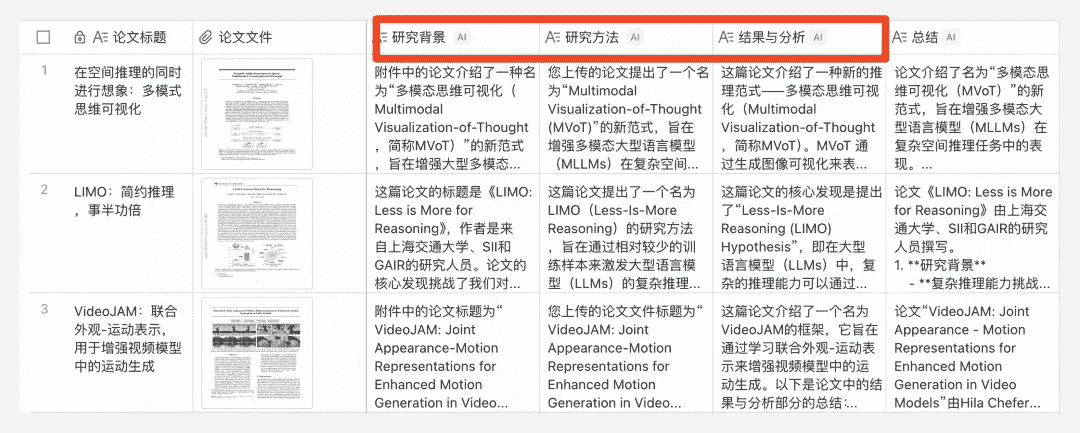 论文标题 论文文件 研究背景 AI 研究方法 AI 结果与分析 AI 总结 AI
1
在空间推理的同时
进行想象：多模式
思维可视化
附件中的论文介绍了一种名
为“多模态思维可视化（
Multimodal
Visualization-of-Thought
，简称MVoT）”的新范式
，旨在增强大型多模态...
您上传的论文提出了一个名
为“Multimodal
Visualization-of-Thought
(MVoT)”的新范式，旨在
增强多模态大型语言模型
（MLLMs）在复杂空间...
这篇论文介绍了一种新的推
理范式——多模态思维可视
化（Multimodal
Visualization-of-Thought
，简称MVoT）。MVoT 通
过生成图像可视化来表...
论文介绍了名为“多模态思
维可视化（MVoT）”的新
范式，旨在增强多模态大
型语言模型（MLLMs）在
复杂空间推理任务中的表
现。...
2
LIMO：简约推理
，事半功倍
LIMO: Less is More for Reasoning
这篇论文的标题是《LIMO:
Less is More for
Reasoning》，作者是来
自上海交通大学、SII和
GAIR的研究人员。论文的
核心发现挑战了我们对...
这篇论文提出了一个名为
LIMO（Less-Is-More
Reasoning）的研究方法
，旨在通过相对较少的训
练样本来激发大型语言模
型（LLMs）的复杂推理...
这篇论文的核心发现是提出
了“Less-Is-More
Reasoning (LIMO)
Hypothesis”，即在大型
语言模型（LLMs）中，复
杂的推理能力可以通过...
论文《LIMO: Less is More
for Reasoning》由上海交
通大学、SII和GAIR的研究
人员撰写。
1. **研究背景**
- **复杂推理能力挑战...
3
VideoJAM：联合
外观-运动表示，
用于增强视频模型
中的运动生成
附件中的论文标题为“
VideoJAM: Joint
Appearance-Motion
Representations for
Enhanced Motion
Generation in Video...
您上传的论文文件标题为“
VideoJAM: Joint
Appearance-Motion
Representations for
Enhanced Motion
Generation in Video...
这篇论文介绍了一个名为
VideoJAM的框架，它旨在
通过学习联合外观-运动表
示来增强视频模型中的运
动生成。以下是论文中的结
果与分析部分的总结：...
论文“VideoJAM: Joint
Appearance - Motion
Representations for
Enhanced Motion
Generation in Video
Models”由Hila Chefer...